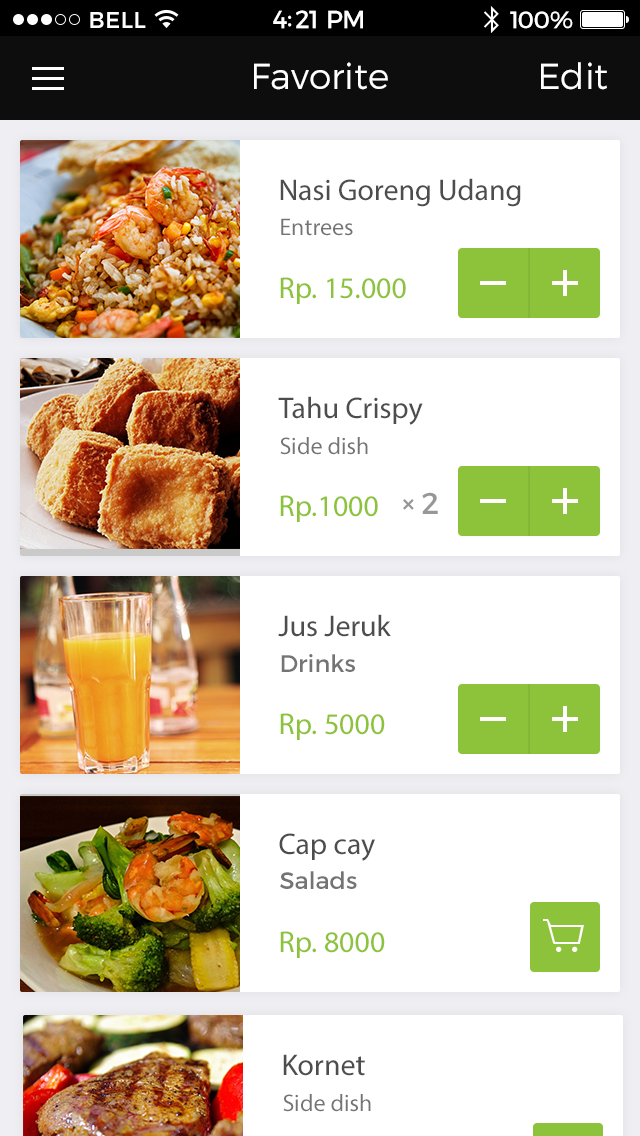 BELL 4:21 PM 100%
Favorite Edit
Nasi Goreng Udang
Entrees
Rp. 15.000
Tahu Crispy
Side dish
Rp.1000 × 2
Jus Jeruk
Drinks
Rp. 5000
Cap cay
Salads
Rp. 8000
Kornet
Side dish